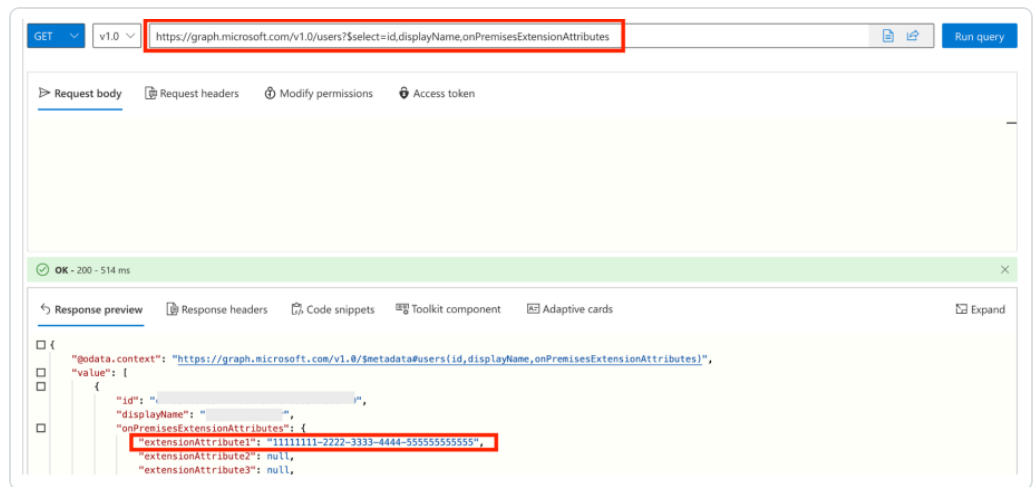 GET v1.0 https://graph.microsoft.com/v1.0/users?$select=id,displayName,onPremisesExtensionAttributes Run query
Request body Request headers Modify permissions Access token
OK - 200 - 514 ms
Response preview Response headers Code snippets Toolkit component Adaptive cards Expand
{
"@odata.context": "https://graph.microsoft.com/v1.0/$metadata#users(id,displayName,onPremisesExtensionAttributes)",
"value": [
{
"id": "",
"displayName": "",
"onPremisesExtensionAttributes": {
"extensionAttribute1": "11111111-2222-3333-4444-555555555555",
"extensionAttribute2": null,
"extensionAttribute3": null,